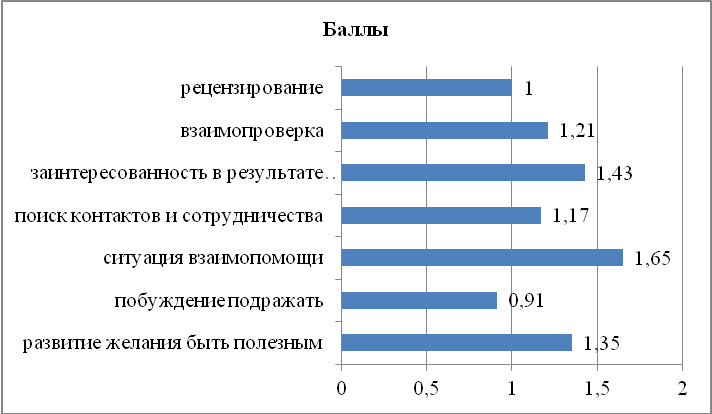 Баллы
рецензирование 1
взаимопроверка 1,21
заинтересованность в результате… 1,43
поиск контактов и сотрудничества 1,17
ситуация взаимопомощи 1,65
побуждение подражать 0,91
развитие желания быть полезным 1,35
0 0,5 1 1,5 2